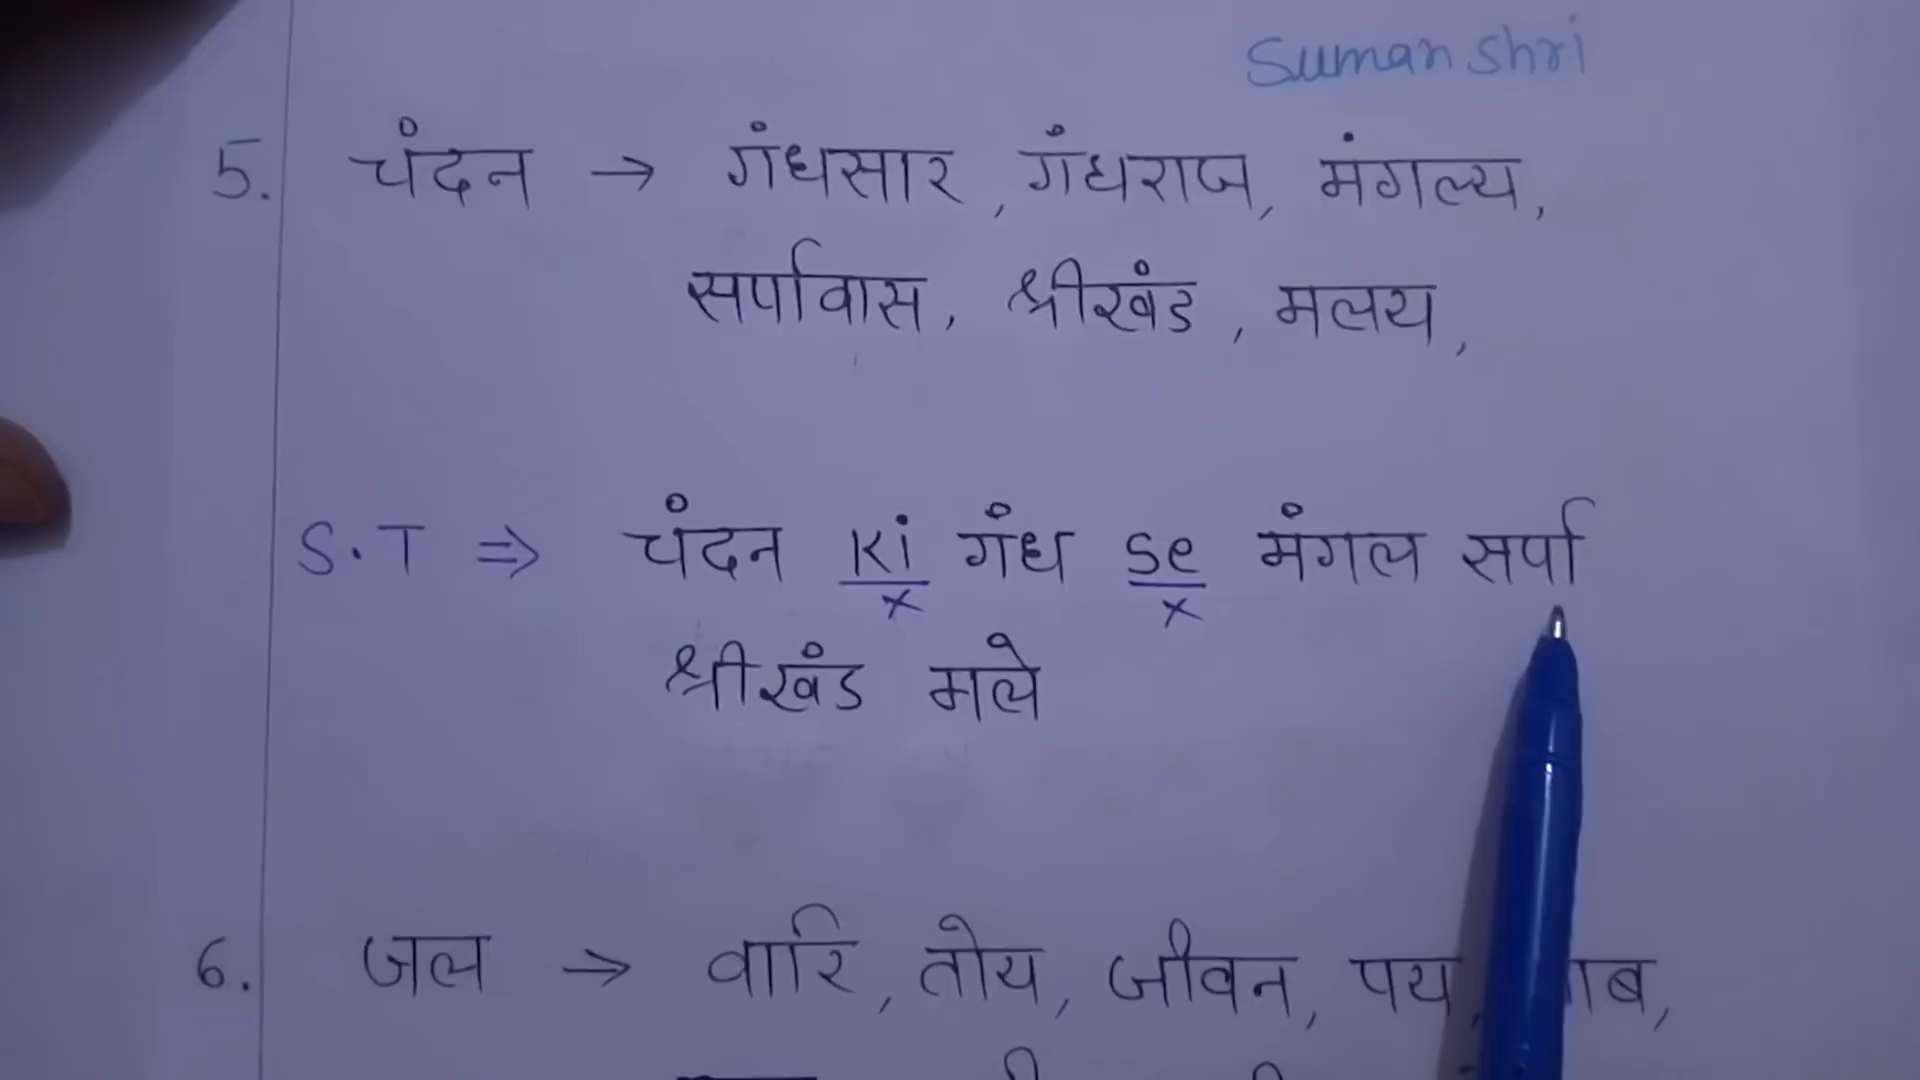 Suman Shri
5. चंदन → गंधसार, गंधराज, मंगल्य,
सर्पावास, श्रीखंड, मलय,
S.T ⇒ चंदन Ki गंध se मंगल सर्पा
x x
श्रीखंड मले
6. जल → वारि, तोय, जीवन, पय,